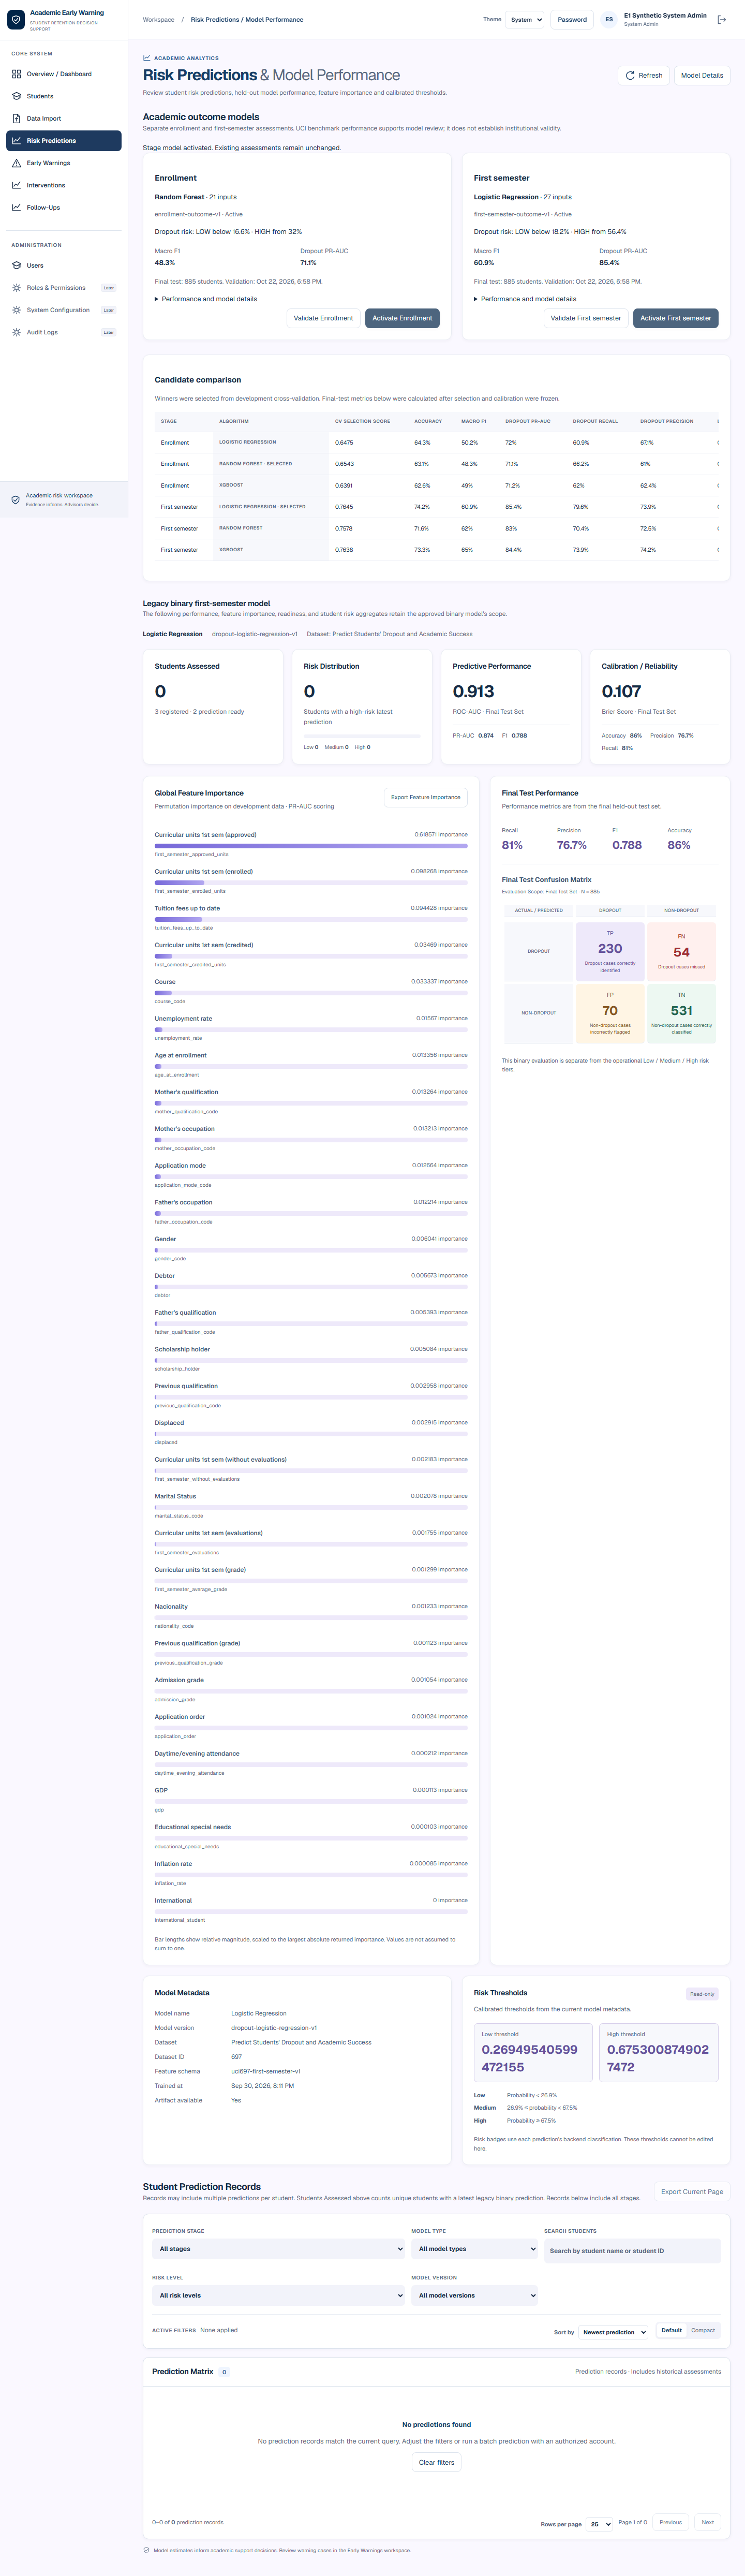 Academic Early Warning
STUDENT RETENTION DECISION SUPPORT
CORE SYSTEM
Overview / Dashboard
Students
Data Import
Risk Predictions
Early Warnings
Interventions
Follow-Ups
ADMINISTRATION
Users
Roles & Permissions Later
System Configuration Later
Audit Logs Later
Academic risk workspace
Evidence informs. Advisors decide.
Workspace / Risk Predictions / Model Performance
Theme System Password ES E1 Synthetic System Admin
System Admin
ACADEMIC ANALYTICS
Risk Predictions & Model Performance
Refresh Model Details
Review student risk predictions, held-out model performance, feature importance and calibrated thresholds.
Academic outcome models
Separate enrollment and first-semester assessments. UCI benchmark performance supports model review; it does not establish institutional validity.
Stage model activated. Existing assessments remain unchanged.
Enrollment
Random Forest · 21 inputs
enrollment-outcome-v1 · Active
Dropout risk: LOW below 16.6% · HIGH from 32%
Macro F1 Dropout PR-AUC
48.3% 71.1%
Final test: 885 students. Validation: Oct 22, 2026, 6:58 PM.
Performance and model details
Validate Enrollment Activate Enrollment
First semester
Logistic Regression · 27 inputs
first-semester-outcome-v1 · Active
Dropout risk: LOW below 18.2% · HIGH from 56.4%
Macro F1 Dropout PR-AUC
60.9% 85.4%
Final test: 885 students. Validation: Oct 22, 2026, 6:58 PM.
Performance and model details
Validate First semester Activate First semester
Candidate comparison
Winners were selected from development cross-validation. Final-test metrics below were calculated after selection and calibration were frozen.
STAGE ALGORITHM CV SELECTION SCORE ACCURACY MACRO F1 DROPOUT PR-AUC DROPOUT RECALL DROPOUT PRECISION
Enrollment LOGISTIC REGRESSION 0.6475 64.3% 50.2% 72% 60.9% 67.1%
Enrollment RANDOM FOREST · SELECTED 0.6543 63.1% 48.3% 71.1% 66.2% 61%
Enrollment XGBOOST 0.6391 62.6% 49% 71.2% 62% 62.4%
First semester LOGISTIC REGRESSION · SELECTED 0.7645 74.2% 60.9% 85.4% 79.6% 73.9%
First semester RANDOM FOREST 0.7578 71.6% 62% 83% 70.4% 72.5%
First semester XGBOOST 0.7638 73.3% 65% 84.4% 73.9% 74.2%
Legacy binary first-semester model
The following performance, feature importance, readiness, and student risk aggregates retain the approved binary model's scope.
Logistic Regression dropout-logistic-regression-v1 Dataset: Predict Students' Dropout and Academic Success
Students Assessed
0
3 registered · 2 prediction ready
Risk Distribution
0
Students with a high-risk latest prediction
Low 0 Medium 0 High 0
Predictive Performance
0.913
ROC-AUC · Final Test Set
PR-AUC 0.874 F1 0.788
Calibration / Reliability
0.107
Brier Score · Final Test Set
Accuracy 86% Precision 76.7%
Recall 81%
Global Feature Importance
Permutation importance on development data · PR-AUC scoring
Export Feature Importance
Curricular units 1st sem (approved) 0.618571 importance
first_semester_approved_units
Curricular units 1st sem (enrolled) 0.098268 importance
first_semester_enrolled_units
Tuition fees up to date 0.094428 importance
tuition_fees_up_to_date
Curricular units 1st sem (credited) 0.03469 importance
first_semester_credited_units
Course 0.033337 importance
course_code
Unemployment rate 0.01567 importance
unemployment_rate
Age at enrollment 0.013356 importance
age_at_enrollment
Mother's qualification 0.013264 importance
mother_qualification_code
Mother's occupation 0.013213 importance
mother_occupation_code
Application mode 0.012664 importance
application_mode_code
Father's occupation 0.012214 importance
father_occupation_code
Gender 0.006041 importance
gender_code
Debtor 0.005673 importance
debtor
Father's qualification 0.005393 importance
father_qualification_code
Scholarship holder 0.005084 importance
scholarship_holder
Previous qualification 0.002958 importance
previous_qualification_code
Displaced 0.002915 importance
displaced
Curricular units 1st sem (without evaluations) 0.002183 importance
first_semester_without_evaluations
Marital Status 0.002078 importance
marital_status_code
Curricular units 1st sem (evaluations) 0.001755 importance
first_semester_evaluations
Curricular units 1st sem (grade) 0.001299 importance
first_semester_average_grade
Nacionality 0.001233 importance
nationality_code
Previous qualification (grade) 0.001123 importance
previous_qualification_grade
Admission grade 0.001054 importance
admission_grade
Application order 0.001024 importance
application_order
Daytime/evening attendance 0.000212 importance
daytime_evening_attendance
GDP 0.000113 importance
gdp
Educational special needs 0.000103 importance
educational_special_needs
Inflation rate 0.000085 importance
inflation_rate
International 0 importance
international_student
Bar lengths show relative magnitude, scaled to the largest absolute returned importance. Values are not assumed to sum to one.
Final Test Performance
Performance metrics are from the final held-out test set.
Recall Precision F1 Accuracy
81% 76.7% 0.788 86%
Final Test Confusion Matrix
Evaluation Scope: Final Test Set · N = 885
ACTUAL / PREDICTED DROPOUT NON-DROPOUT
DROPOUT
TP
230
Dropout cases correctly identified
FN
54
Dropout cases missed
NON-DROPOUT
FP
70
Non-dropout cases incorrectly flagged
TN
531
Non-dropout cases correctly classified
This binary evaluation is separate from the operational Low / Medium / High risk tiers.
Model Metadata
Model name Logistic Regression
Model version dropout-logistic-regression-v1
Dataset Predict Students' Dropout and Academic Success
Dataset ID 697
Feature schema uci697-first-semester-v1
Trained at Sep 30, 2026, 8:11 PM
Artifact available Yes
Risk Thresholds Read-only
Calibrated thresholds from the current model metadata.
Low threshold
0.26949540599
472155
High threshold
0.675300874902
7472
Low Probability < 26.9%
Medium 26.9% ≤ probability < 67.5%
High Probability ≥ 67.5%
Risk badges use each prediction's backend classification. These thresholds cannot be edited here.
Student Prediction Records
Records may include multiple predictions per student. Students Assessed above counts unique students with a latest legacy binary prediction. Records below include all stages.
Export Current Page
PREDICTION STAGE MODEL TYPE SEARCH STUDENTS
All stages All model types Search by student name or student ID
RISK LEVEL MODEL VERSION
All risk levels All model versions
ACTIVE FILTERS None applied
Sort by Newest prediction Default Compact
Prediction Matrix 0
Prediction records · Includes historical assessments
No predictions found
No prediction records match the current query. Adjust the filters or run a batch prediction with an authorized account.
Clear filters
0–0 of 0 prediction records
Rows per page 25 Page 1 of 0 Previous Next
Model estimates inform academic support decisions. Review warning cases in the Early Warnings workspace.